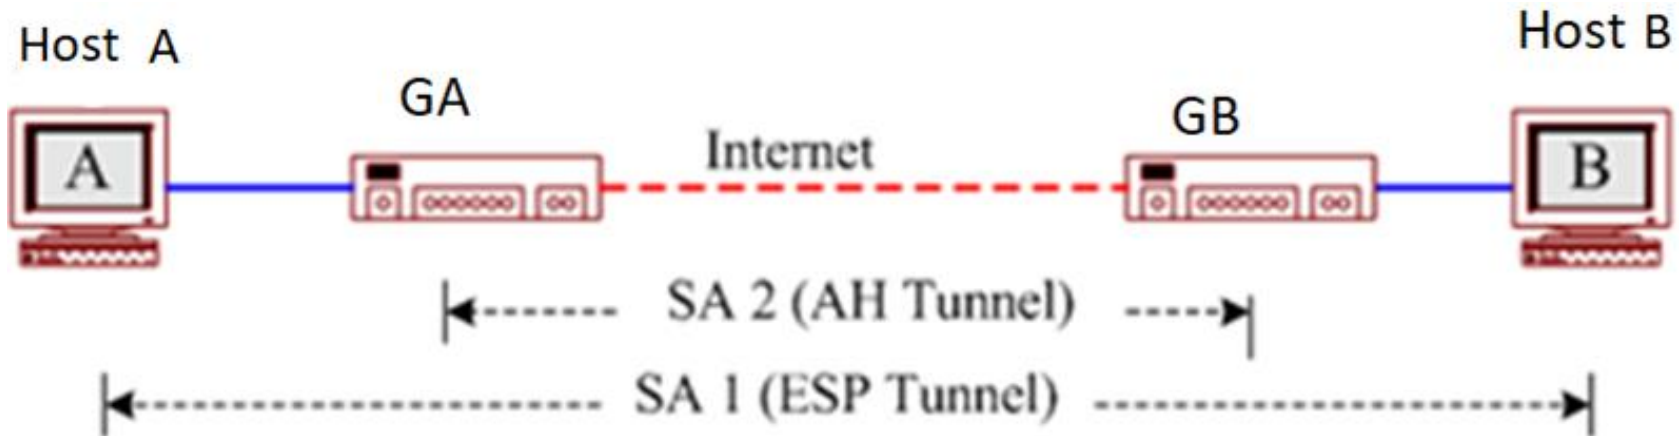 Host A
Host B
GA
GB
Internet
A
B
SA 2 (AH Tunnel)
SA 1 (ESP Tunnel)